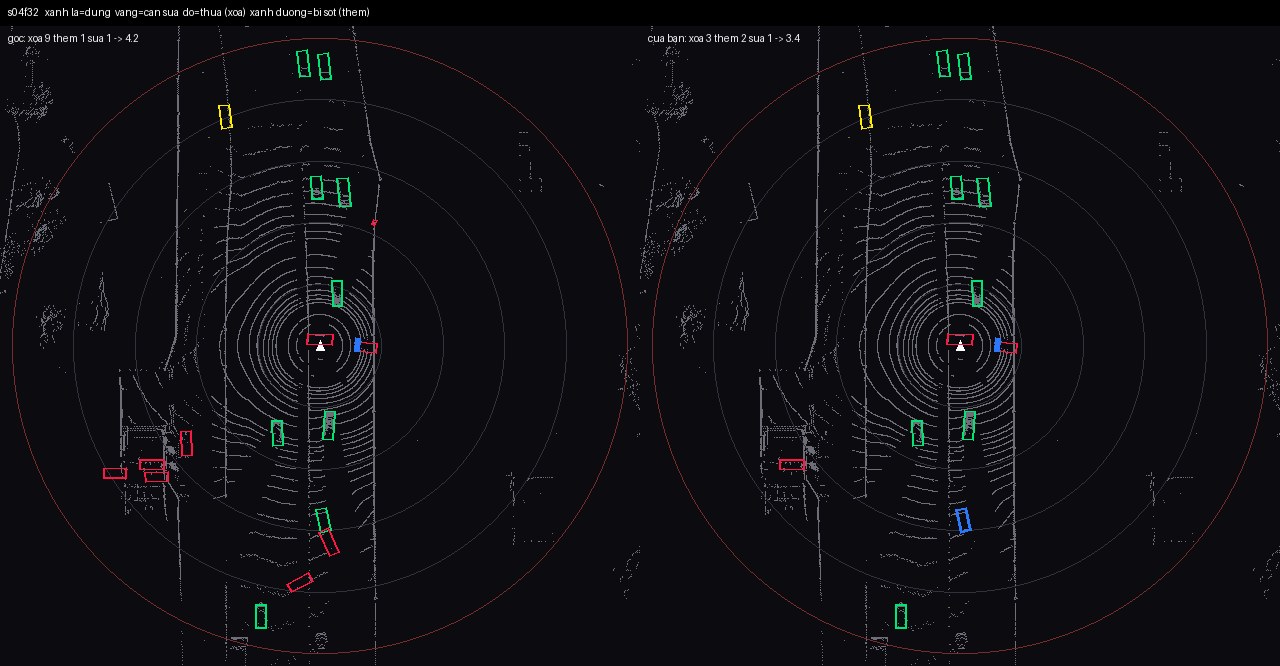 s04f32 xanh la=dung vang=can sua do=thua (xoa) xanh duong=bi sot (them)
goc: xoa 9 them 1 sua 1 -> 4.2
cua ban: xoa 3 them 2 sua 1 -> 3.4